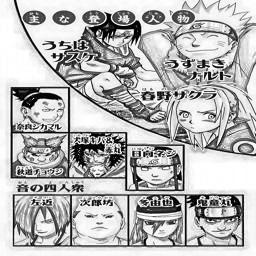 主な登場人物
うちは
サスケ
うずまき
ナルト
春野サクラ
奈良シカマル
犬塚キバ&
赤丸
日向ネジ
秋道チョウジ
音の四人衆
左近
次郎坊
多由也
鬼童丸